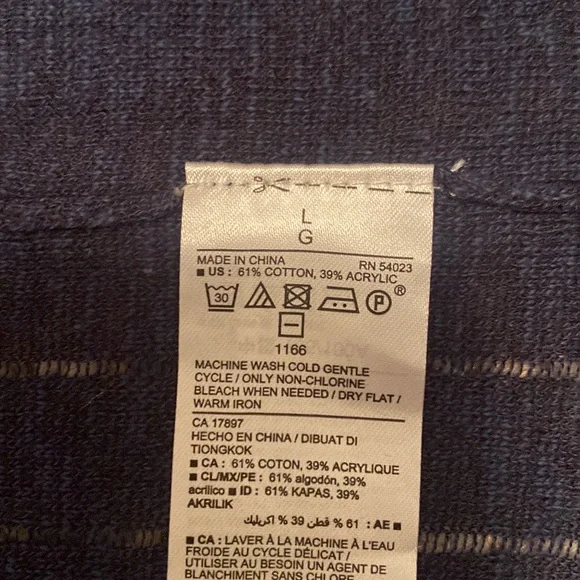 L
G
MADE IN CHINA RN 54023
■ US : 61% COTTON, 39% ACRYLIC
30 P ®
1166
MACHINE WASH COLD GENTLE
CYCLE / ONLY NON-CHLORINE
BLEACH WHEN NEEDED / DRY FLAT /
WARM IRON
CA 17897
HECHO EN CHINA / DIBUAT DI
TIONGKOK
■ CA : 61% COTON, 39% ACRYLIQUE
■ CL/MX/PE : 61% algodón, 39%
acrílico ■ ID : 61% KAPAS, 39%
AKRILIK
■ AE : 61 % قطن 39 % اكريليك
■ CA : LAVER À LA MACHINE À L'EAU
FROIDE AU CYCLE DÉLICAT /
UTILISER AU BESOIN UN AGENT
BLANCHIMENT SANS